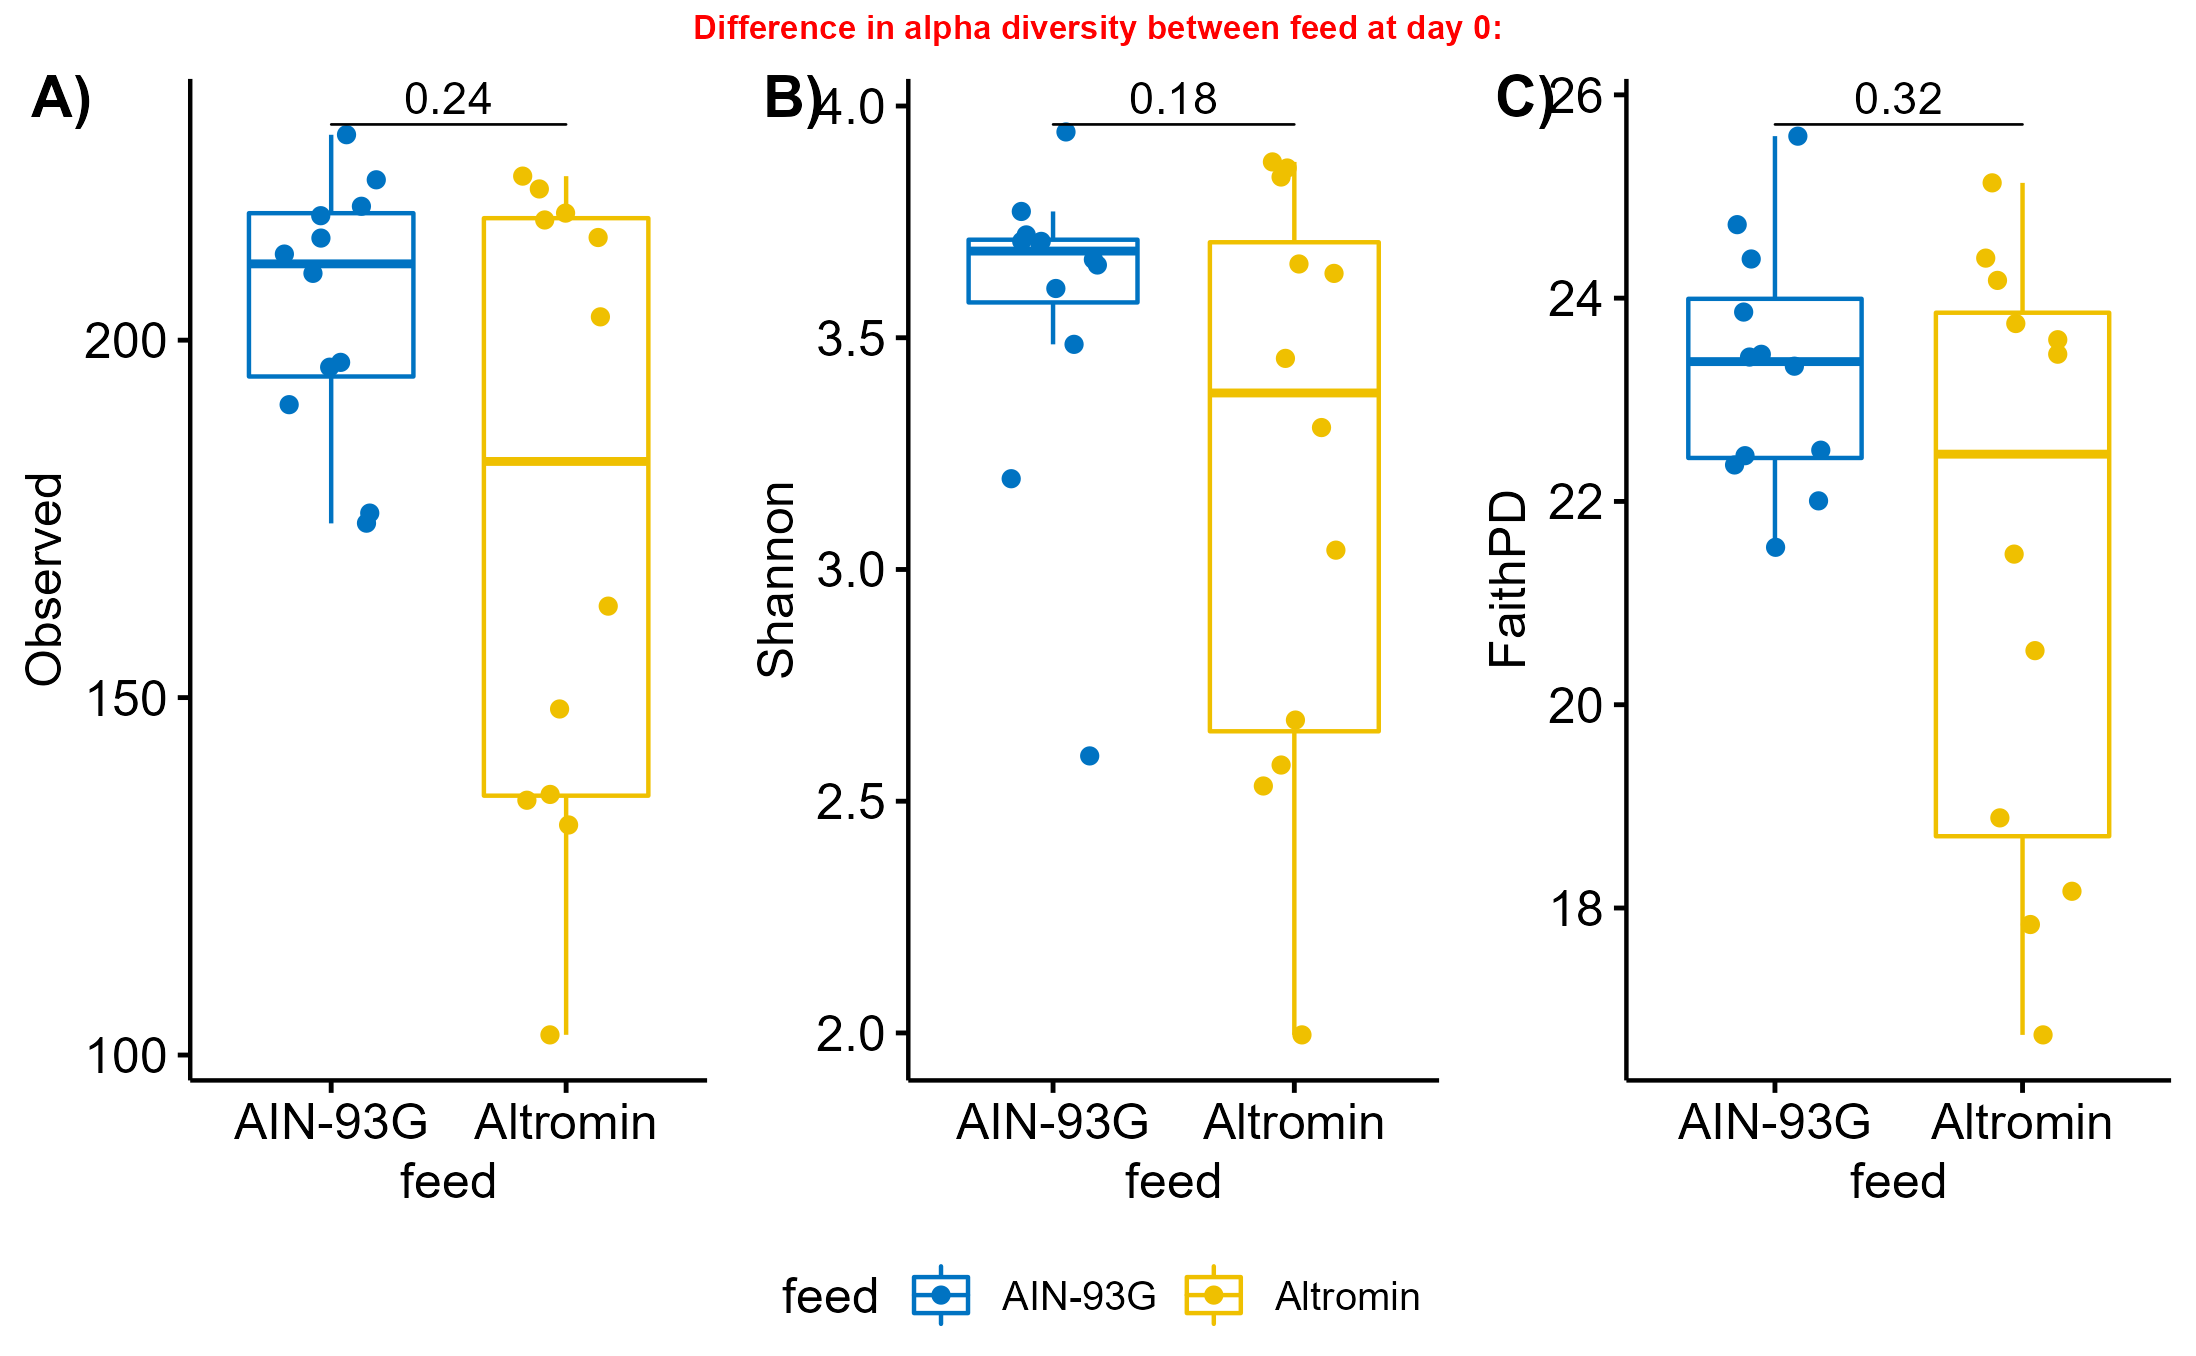 Difference in alpha diversity between feed at day 0:
A)
0.24
Observed
200
150
100
AIN-93G Altromin
feed
B)
0.18
Shannon
4.0
3.5
3.0
2.5
2.0
AIN-93G Altromin
feed
C)
0.32
FaithPD
26
24
22
20
18
AIN-93G Altromin
feed
feed AIN-93G Altromin